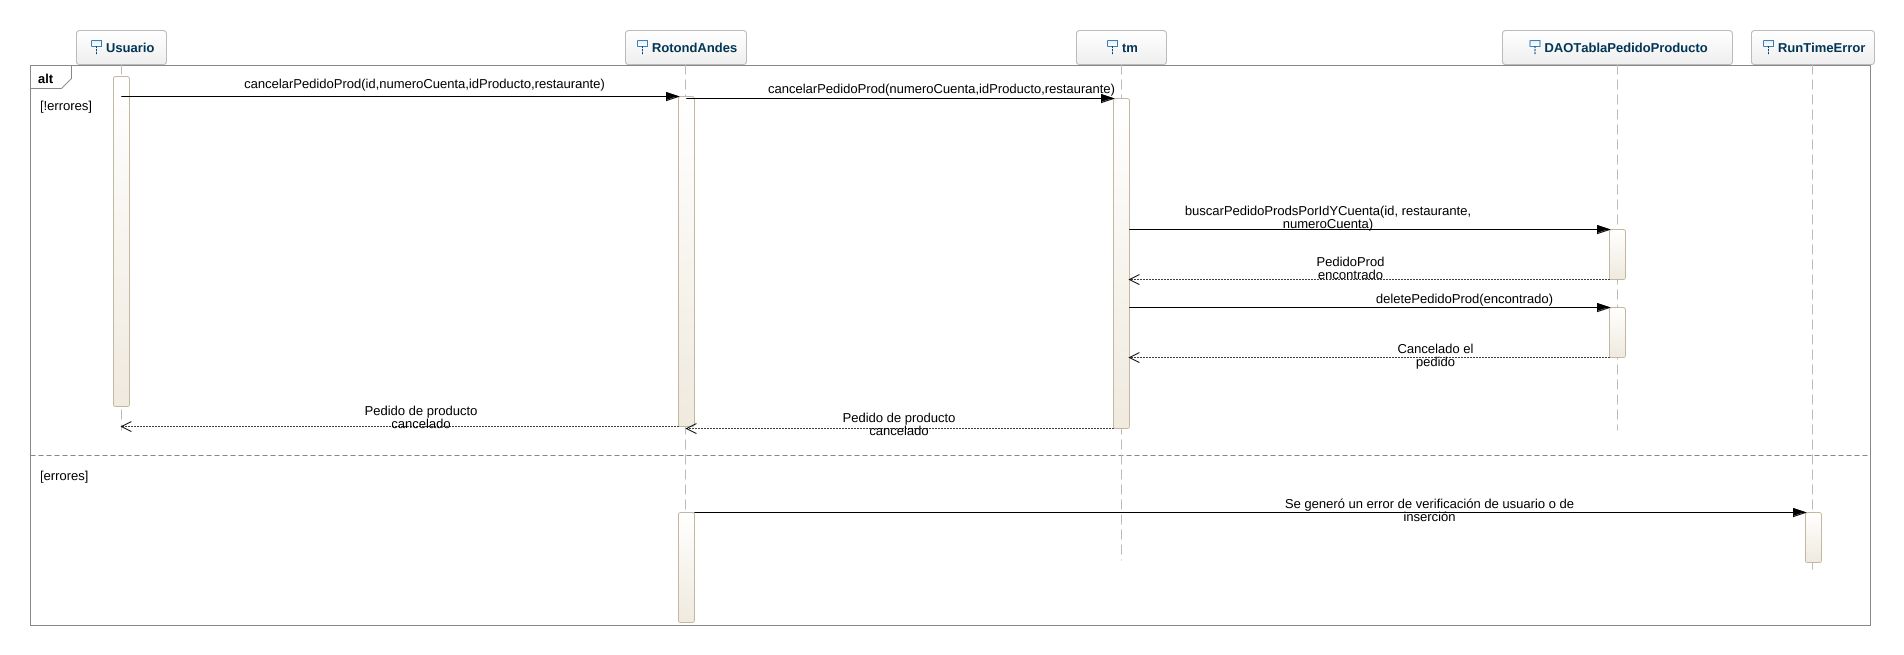 Usuario
RotondAndes
tm
DAOTablaPedidoProducto
RunTimeError
alt
[!errores]
cancelarPedidoProd(id,numeroCuenta,idProducto,restaurante)
cancelarPedidoProd(numeroCuenta,idProducto,restaurante)
buscarPedidoProdsPorIdYCuenta(id, restaurante,
numeroCuenta)
PedidoProd
encontrado
deletePedidoProd(encontrado)
Cancelado el
pedido
Pedido de producto
cancelado
Pedido de producto
cancelado
[errores]
Se generó un error de verificación de usuario o de
inserción